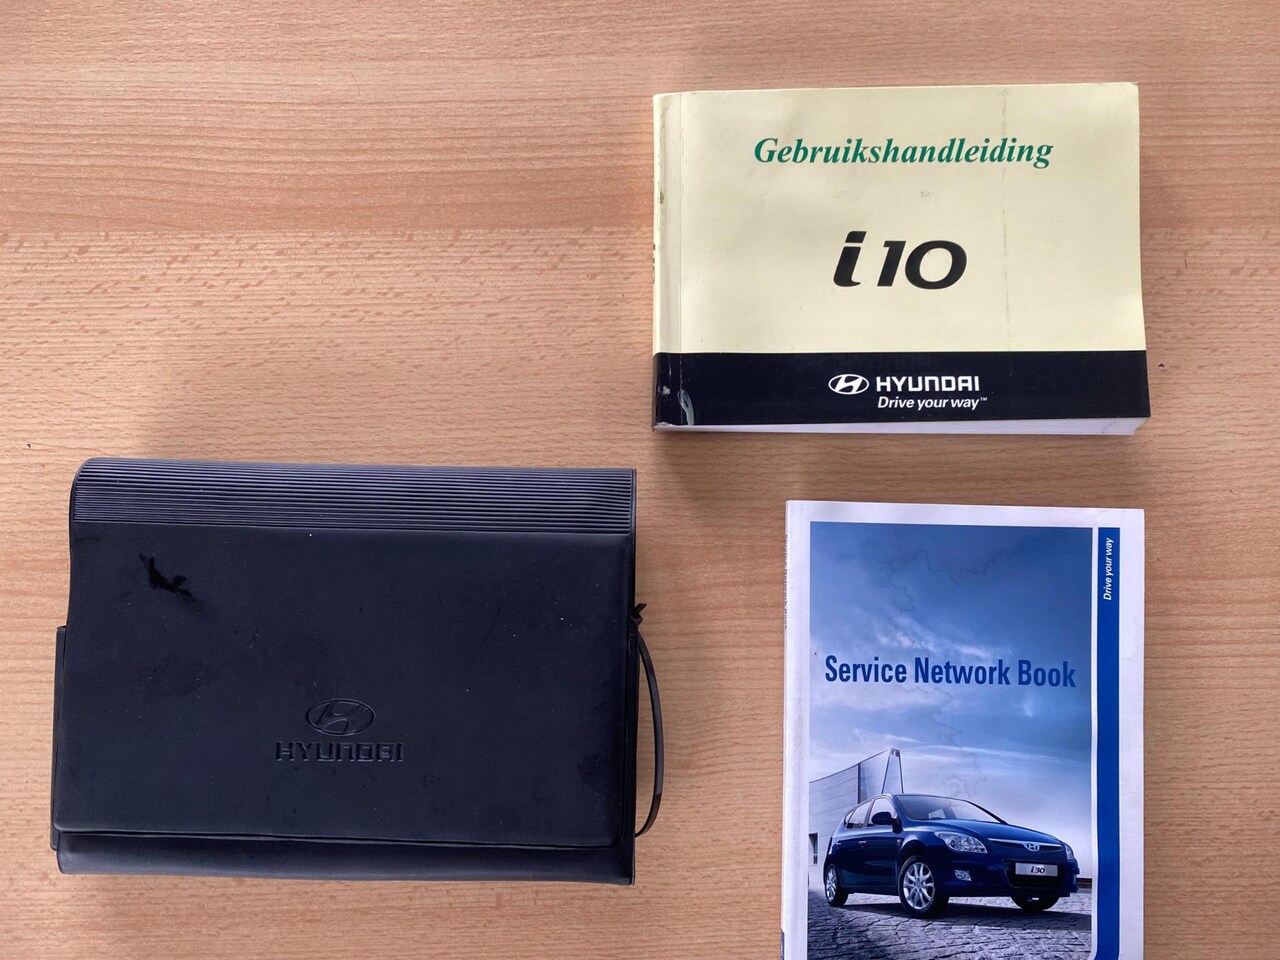 Gebruikshandleiding
i10
HYUNDAI
Drive your way™
HYUNDAI
Drive your way
Service Network Book
i30